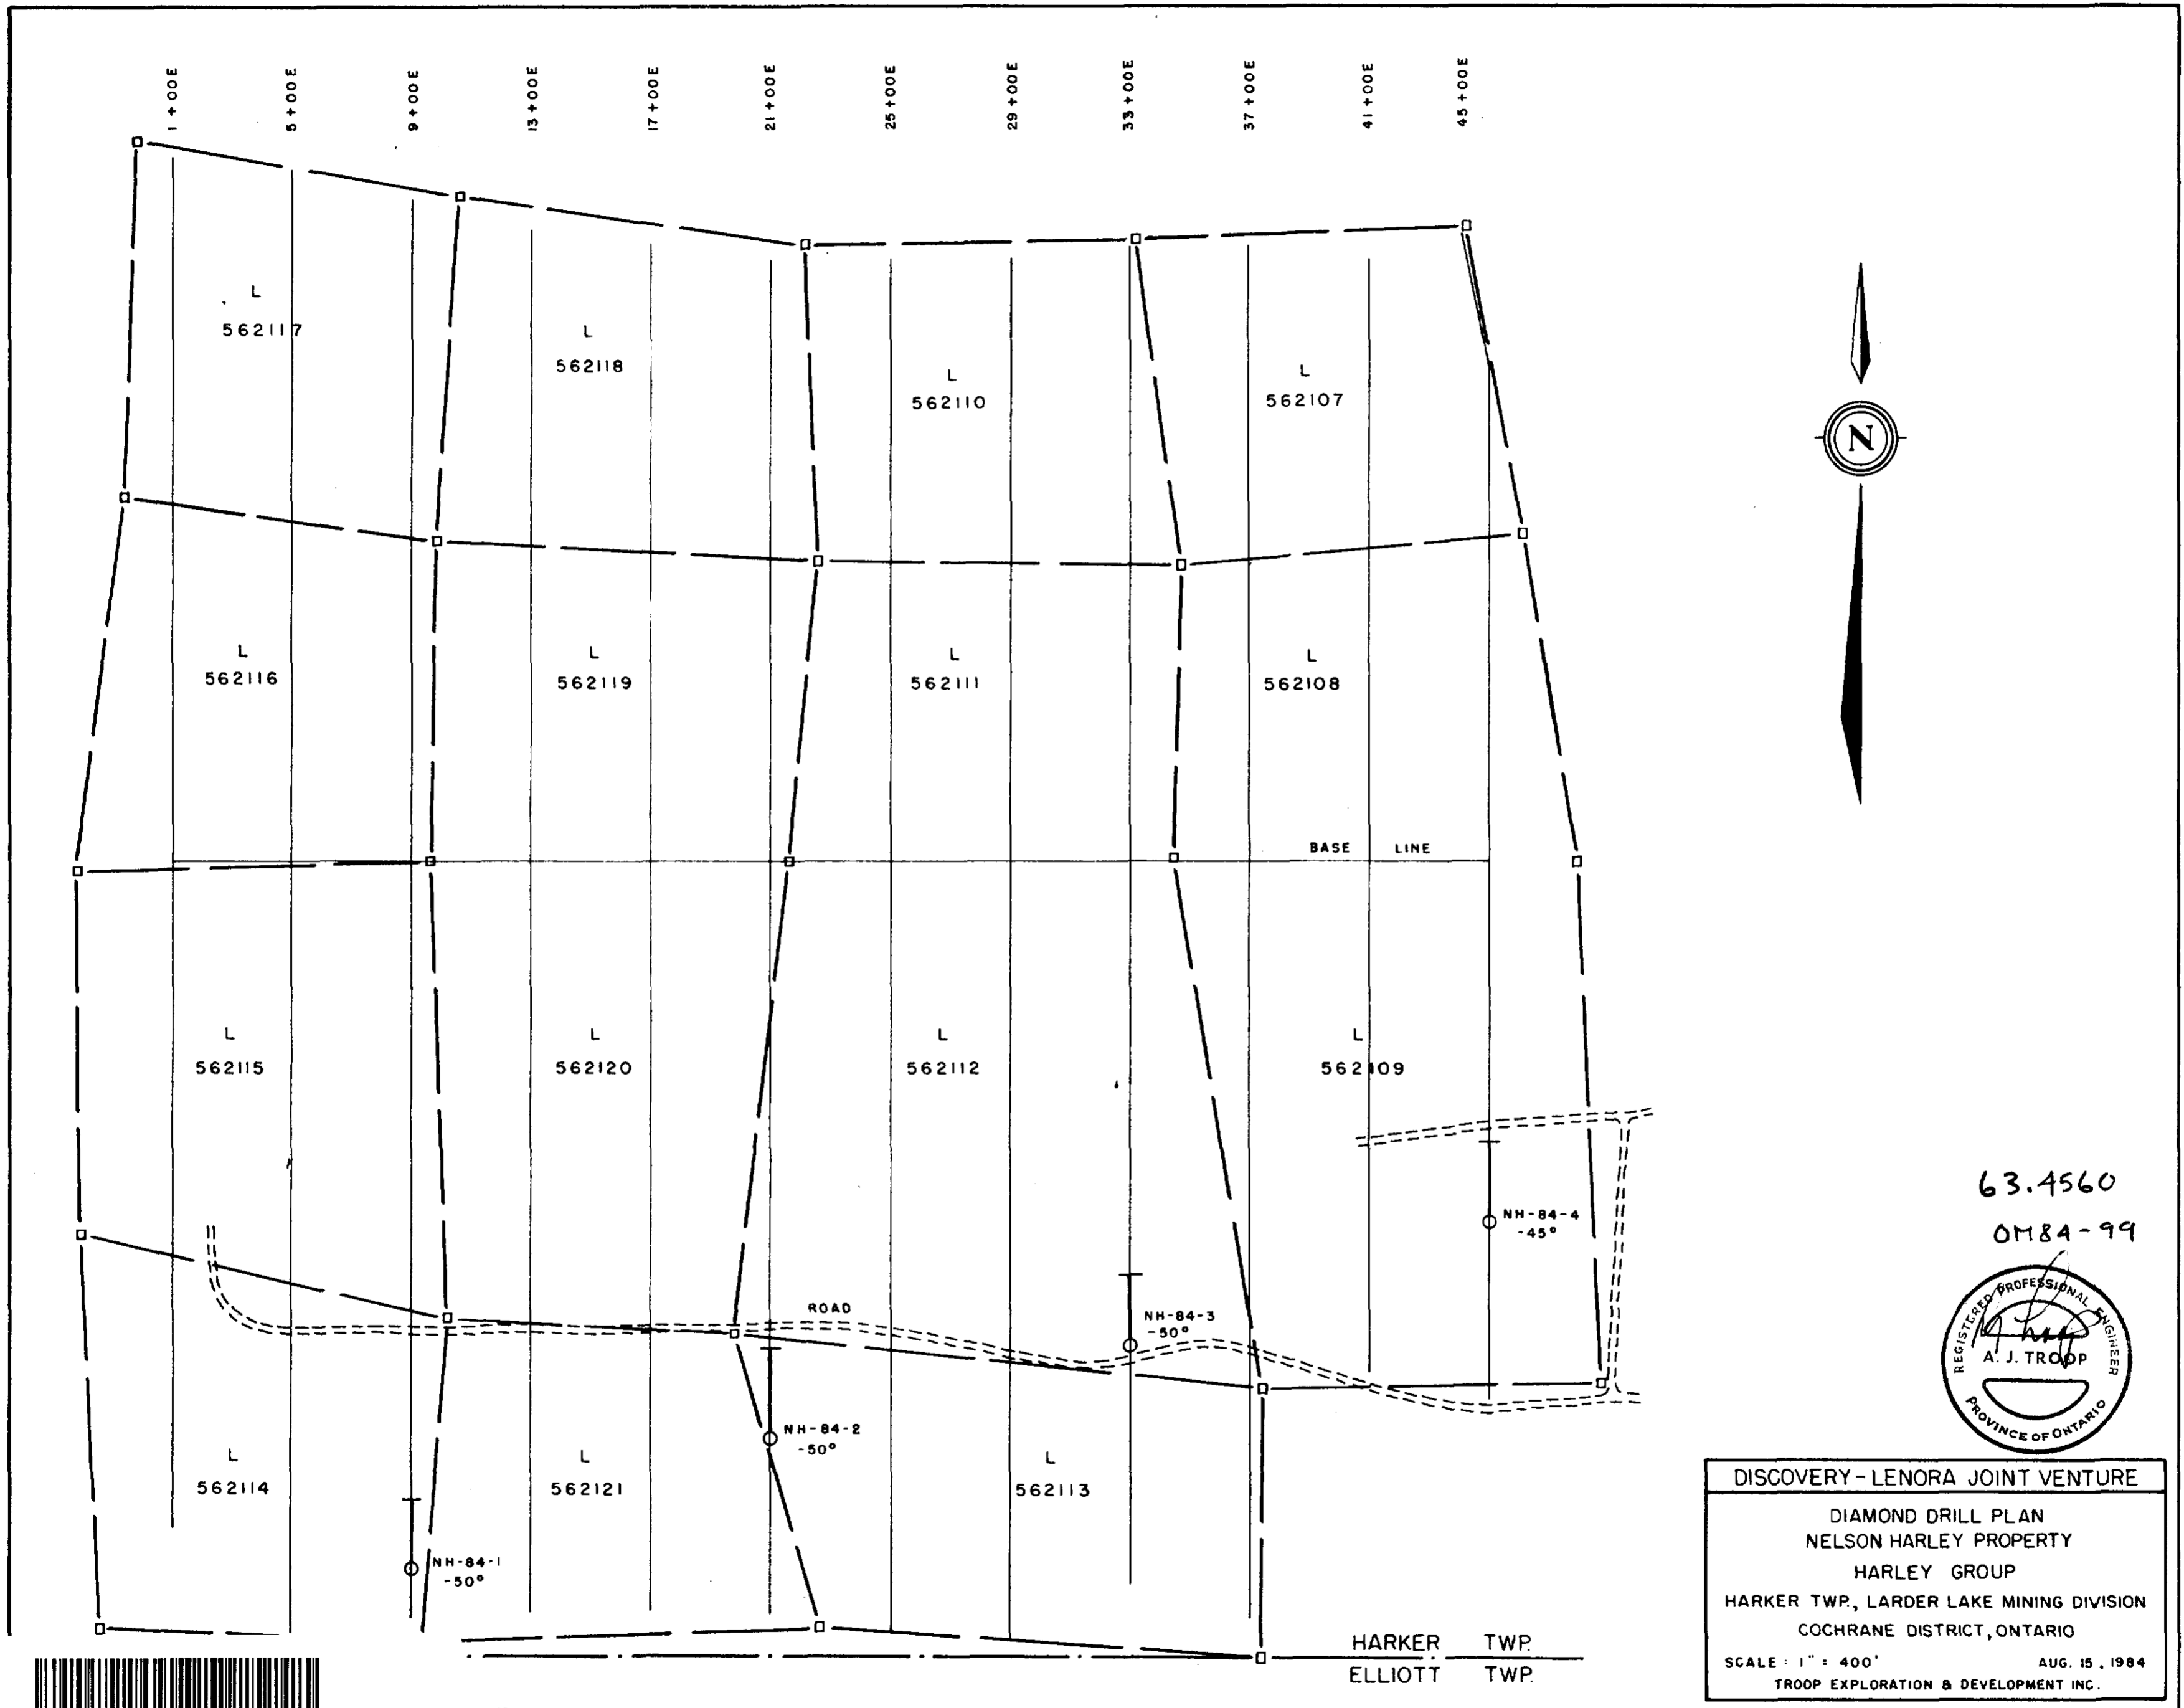 1+00E
5+00E
9+00E
13+00E
17+00E
21+00E
25+00E
29+00E
33+00E
37+00E
41+00E
45+00E
L
562117
L
562118
L
562110
L
562107
N
L
562116
L
562119
L
562111
L
562108
BASE LINE
L
562115
L
562120
L
562112
L
562109
63.4560
OM84-99
NH-84-4
-45°
ROAD
NH-84-3
-50°
REGISTERED PROFESSIONAL ENGINEER
A. J. TROOP
PROVINCE OF ONTARIO
NH-84-2
-50°
L
562114
L
562121
L
562113
NH-84-1
-50°
HARKER TWP.
ELLIOTT TWP.
DISCOVERY-LENORA JOINT VENTURE
DIAMOND DRILL PLAN
NELSON HARLEY PROPERTY
HARLEY GROUP
HARKER TWP., LARDER LAKE MINING DIVISION
COCHRANE DISTRICT, ONTARIO
SCALE: 1" = 400' AUG. 15, 1984
TROOP EXPLORATION & DEVELOPMENT INC.